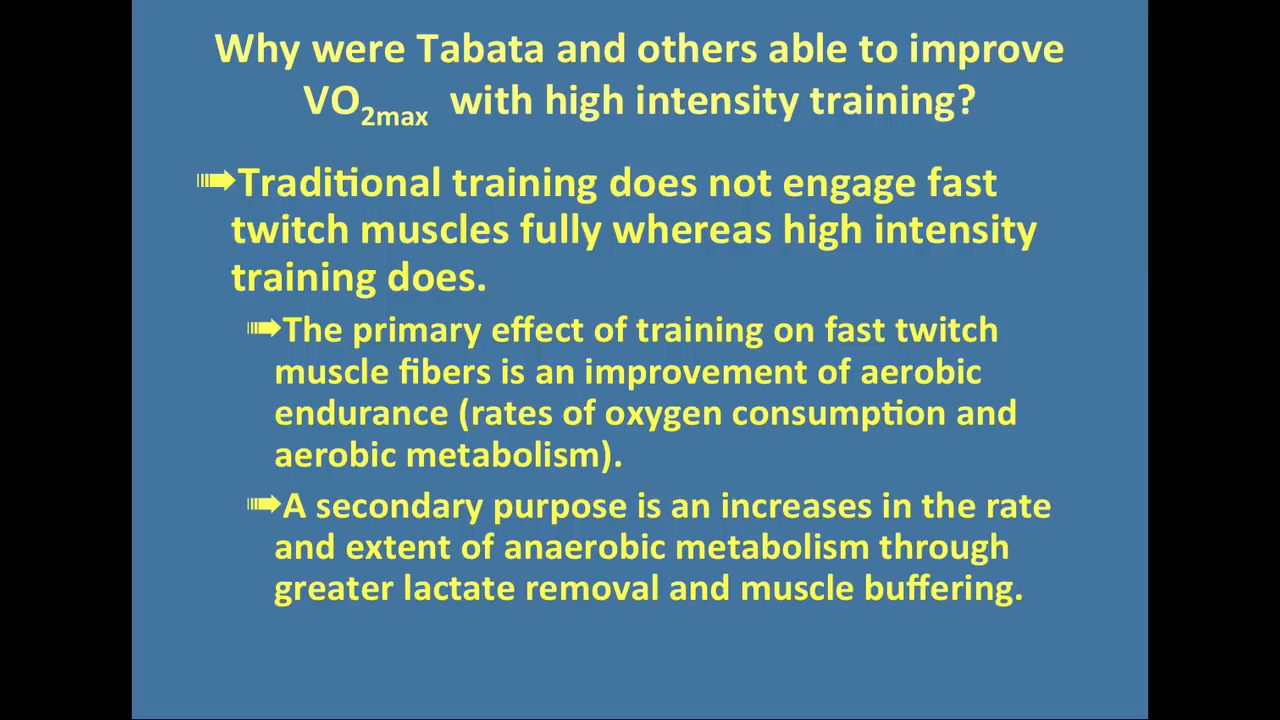 Why were Tabata and others able to improve
VO2max with high intensity training?
➠Traditional training does not engage fast
twitch muscles fully whereas high intensity
training does.
➠The primary effect of training on fast twitch
muscle fibers is an improvement of aerobic
endurance (rates of oxygen consumption and
aerobic metabolism).
➠A secondary purpose is an increases in the rate
and extent of anaerobic metabolism through
greater lactate removal and muscle buffering.